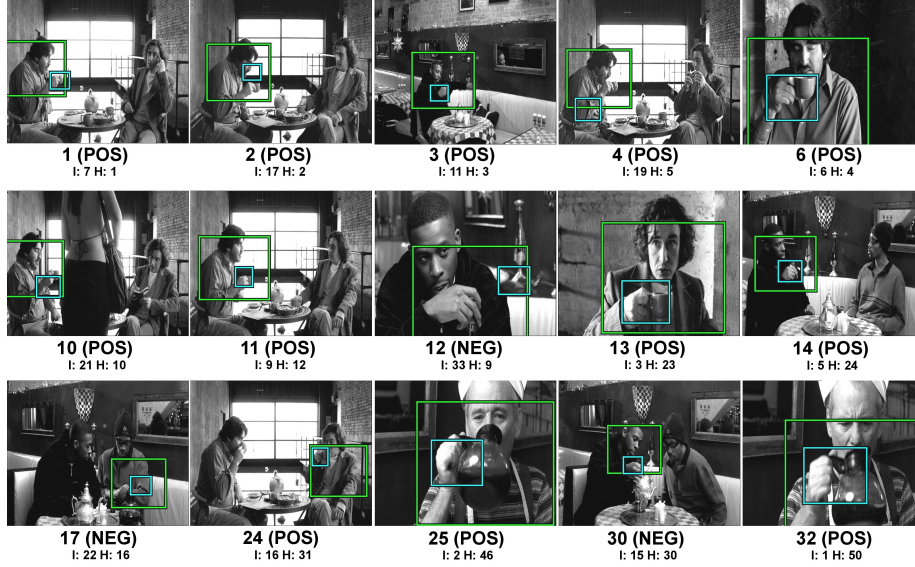 1 (POS) 2 (POS) 3 (POS) 4 (POS) 6 (POS)
I: 7 H: 1 I: 17 H: 2 I: 11 H: 3 I: 19 H: 5 I: 6 H: 4
10 (POS) 11 (POS) 12 (NEG) 13 (POS) 14 (POS)
I: 21 H: 10 I: 9 H: 12 I: 33 H: 9 I: 3 H: 23 I: 5 H: 24
17 (NEG) 24 (POS) 25 (POS) 30 (NEG) 32 (POS)
I: 22 H: 16 I: 16 H: 31 I: 2 H: 46 I: 15 H: 30 I: 1 H: 50